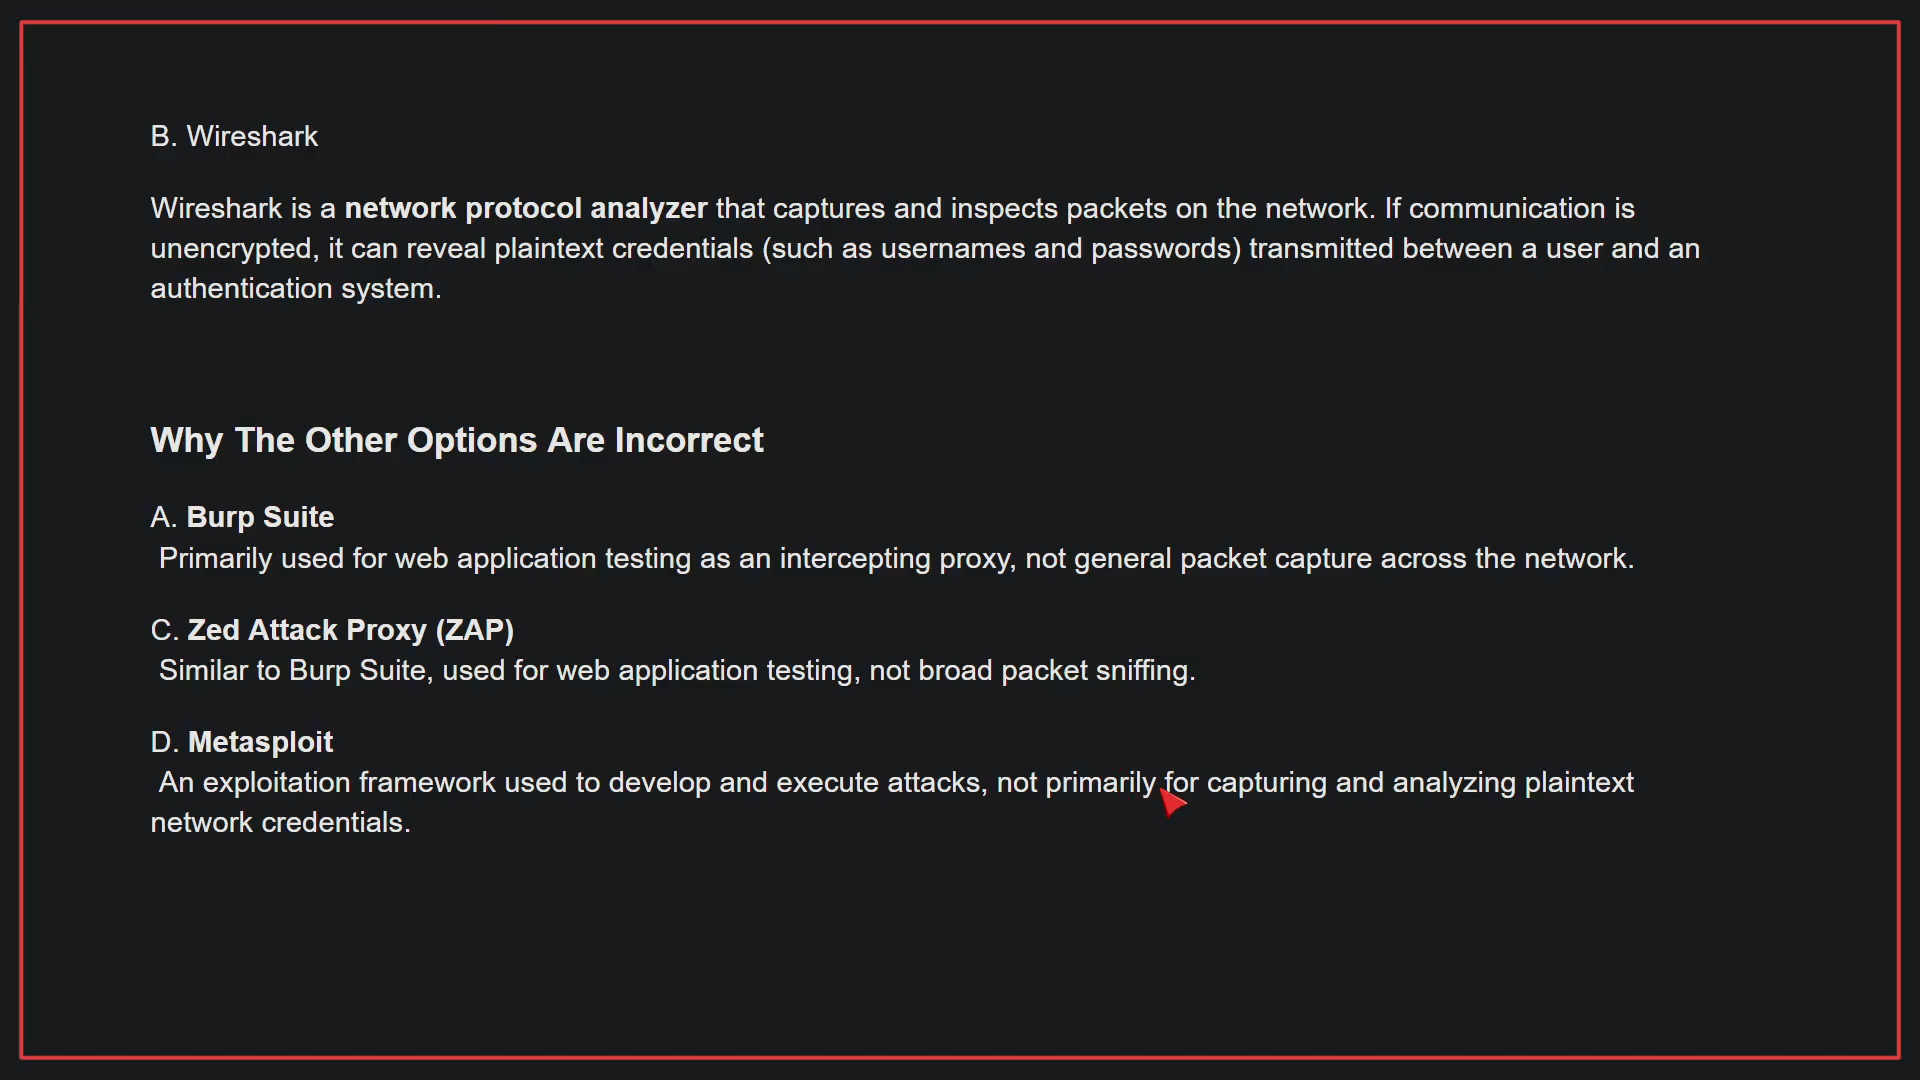 B. Wireshark
Wireshark is a network protocol analyzer that captures and inspects packets on the network. If communication is
unencrypted, it can reveal plaintext credentials (such as usernames and passwords) transmitted between a user and an
authentication system.
Why The Other Options Are Incorrect
A. Burp Suite
Primarily used for web application testing as an intercepting proxy, not general packet capture across the network.
C. Zed Attack Proxy (ZAP)
Similar to Burp Suite, used for web application testing, not broad packet sniffing.
D. Metasploit
An exploitation framework used to develop and execute attacks, not primarily for capturing and analyzing plaintext
network credentials.